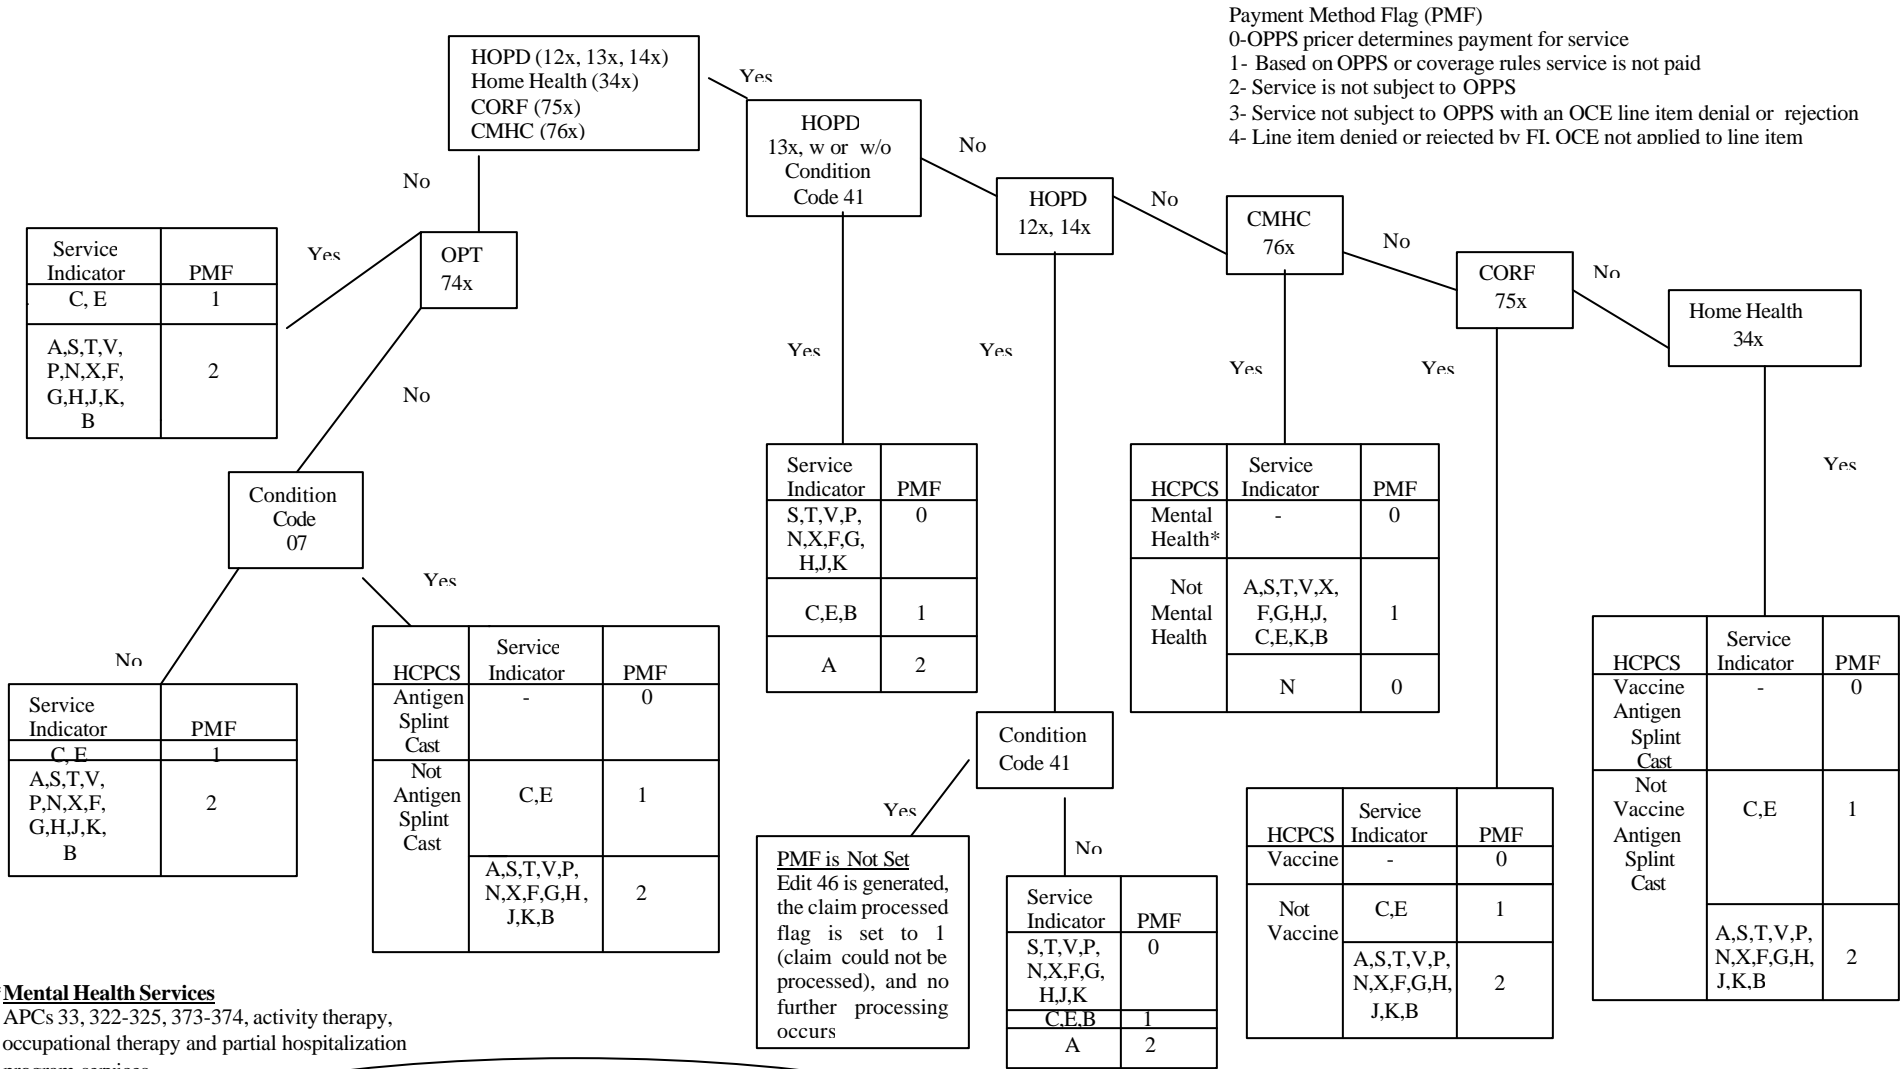 Payment Method Flag (PMF)
0-OPPS pricer determines payment for service
1- Based on OPPS or coverage rules service is not paid
2- Service is not subject to OPPS
3- Service not subject to OPPS with an OCE line item denial or rejection
4- Line item denied or rejected by FI, OCE not applied to line item
HOPD (12x, 13x, 14x)
Home Health (34x)
CORF (75x)
CMHC (76x)
Yes
No
HOPD
13x, w or w/o
Condition
Code 41
No
HOPD
12x, 14x
No
CMHC
76x
No
CORF
75x
No
Home Health
34x
OPT
74x
Yes
No
Service
Indicator
PMF
C, E
1
A,S,T,V,
P,N,X,F,
G,H,J,K,
B
2
Condition
Code
07
No
Yes
Service
Indicator
PMF
C, E
1
A,S,T,V,
P,N,X,F,
G,H,J,K,
B
2
HCPCS
Service
Indicator
PMF
Antigen
Splint
Cast
-
0
Not
Antigen
Splint
Cast
C,E
1
A,S,T,V,P,
N,X,F,G,H,
J,K,B
2
Yes
Service
Indicator
PMF
S,T,V,P,
N,X,F,G,
H,J,K
0
C,E,B
1
A
2
Yes
Condition
Code 41
Yes
No
PMF is Not Set
Edit 46 is generated,
the claim processed
flag is set to 1
(claim could not be
processed), and no
further processing
occurs
Service
Indicator
PMF
S,T,V,P,
N,X,F,G,
H,J,K
0
C,E,B
1
A
2
Yes
HCPCS
Service
Indicator
PMF
Mental
Health*
-
0
Not
Mental
Health
A,S,T,V,X,
F,G,H,J,
C,E,K,B
1
N
0
Yes
HCPCS
Service
Indicator
PMF
Vaccine
-
0
Not
Vaccine
C,E
1
A,S,T,V,P,
N,X,F,G,H,
J,K,B
2
Yes
HCPCS
Service
Indicator
PMF
Vaccine
Antigen
Splint
Cast
-
0
Not
Vaccine
Antigen
Splint
Cast
C,E
1
A,S,T,V,P,
N,X,F,G,H,
J,K,B
2
*Mental Health Services
APCs 33, 322-325, 373-374, activity therapy,
occupational therapy and partial hospitalization